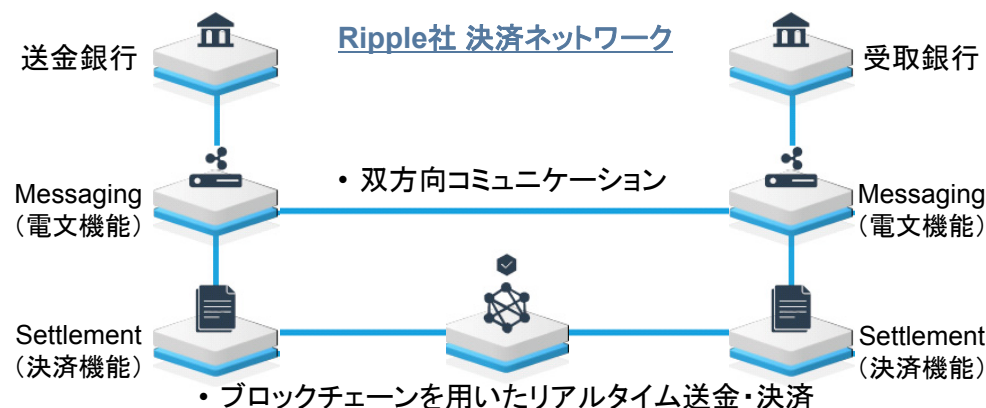 Ripple社 決済ネットワーク
送金銀行
受取銀行
• 双方向コミュニケーション
Messaging
（電文機能）
Messaging
（電文機能）
Settlement
（決済機能）
Settlement
（決済機能）
• ブロックチェーンを用いたリアルタイム送金・決済